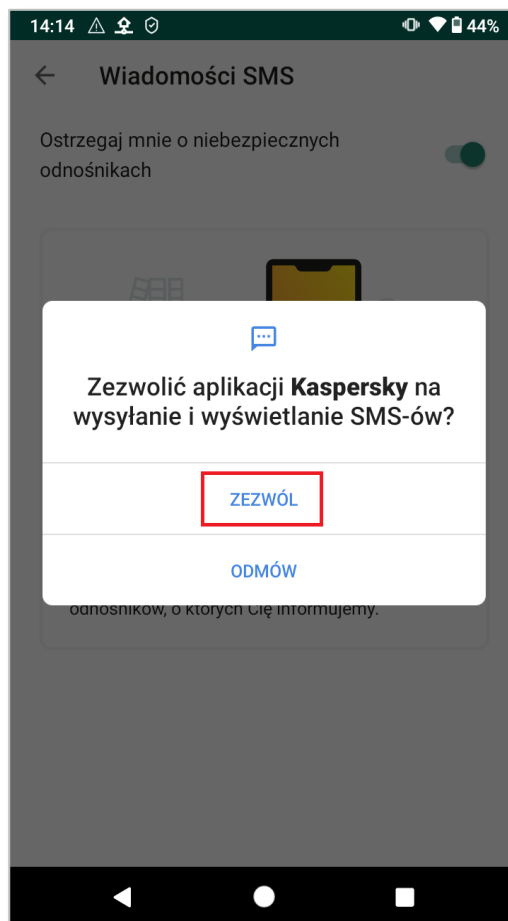 14:14 44%
Wiadomości SMS
Ostrzegaj mnie o niebezpiecznych
odnośnikach
Zezwolić aplikacji Kaspersky na
wysyłanie i wyświetlanie SMS-ów?
ZEZWÓL
ODMÓW
odnośników, o których Cię informujemy.